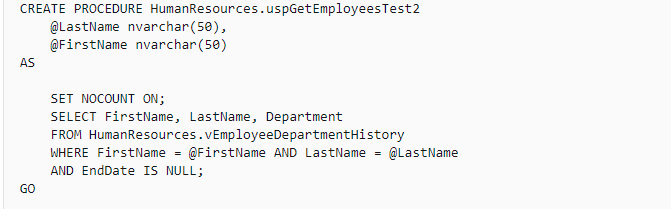 CREATE PROCEDURE HumanResources.uspGetEmployeesTest2
    @LastName nvarchar(50),
    @FirstName nvarchar(50)
AS

    SET NOCOUNT ON;
    SELECT FirstName, LastName, Department
    FROM HumanResources.vEmployeeDepartmentHistory
    WHERE FirstName = @FirstName AND LastName = @LastName
    AND EndDate IS NULL;
GO